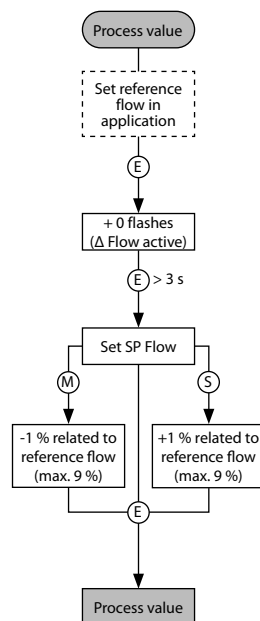 Process value
Set reference
flow in
application
E
+ 0 flashes
(Δ Flow active)
E > 3 s
Set SP Flow
M
S
-1 % related to
reference flow
(max. 9 %)
+1 % related to
reference flow
(max. 9 %)
E
Process value